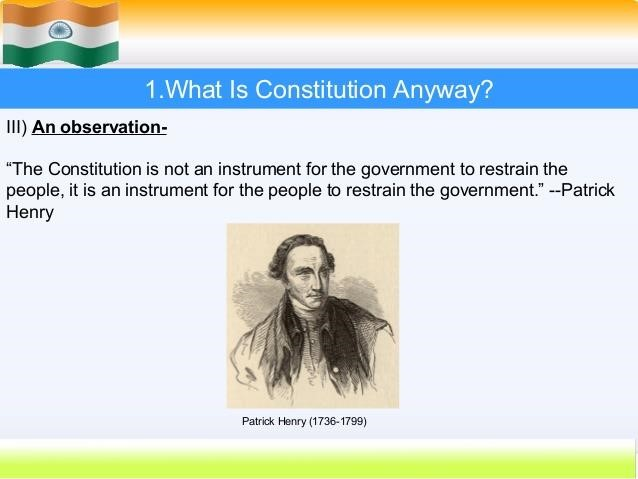 1.What Is Constitution Anyway?
III) An observation-
“The Constitution is not an instrument for the government to restrain the
people, it is an instrument for the people to restrain the government.” --Patrick
Henry
Patrick Henry (1736-1799)